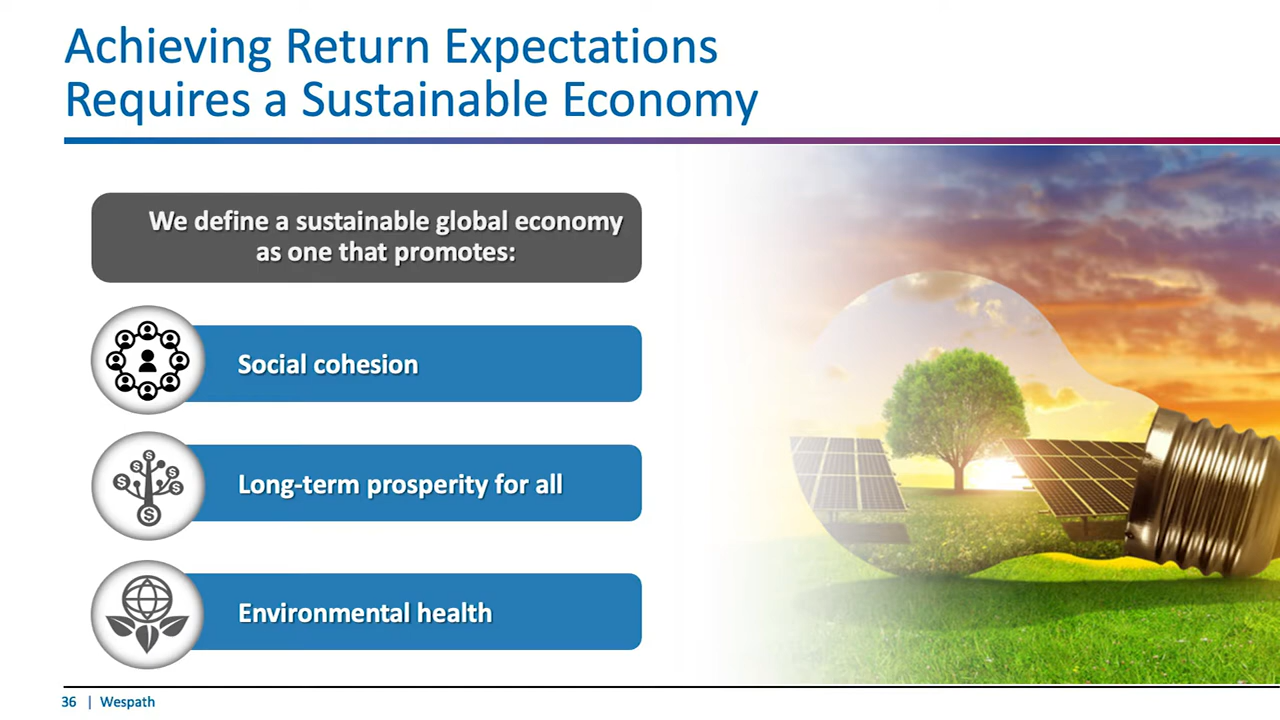 Achieving Return Expectations
Requires a Sustainable Economy
We define a sustainable global economy
as one that promotes:
Social cohesion
Long-term prosperity for all
Environmental health
36 | Wespath